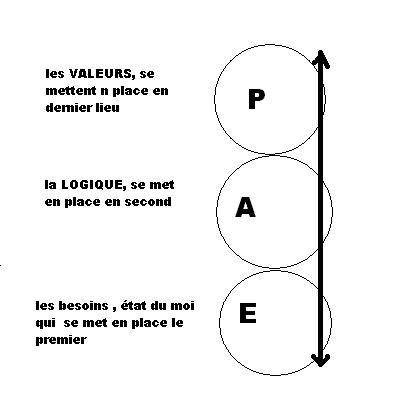 les VALEURS, se
mettent n place en
dernier lieu
P
la LOGIQUE, se met
en place en second
A
les besoins , état du moi
qui se met en place le
premier
E